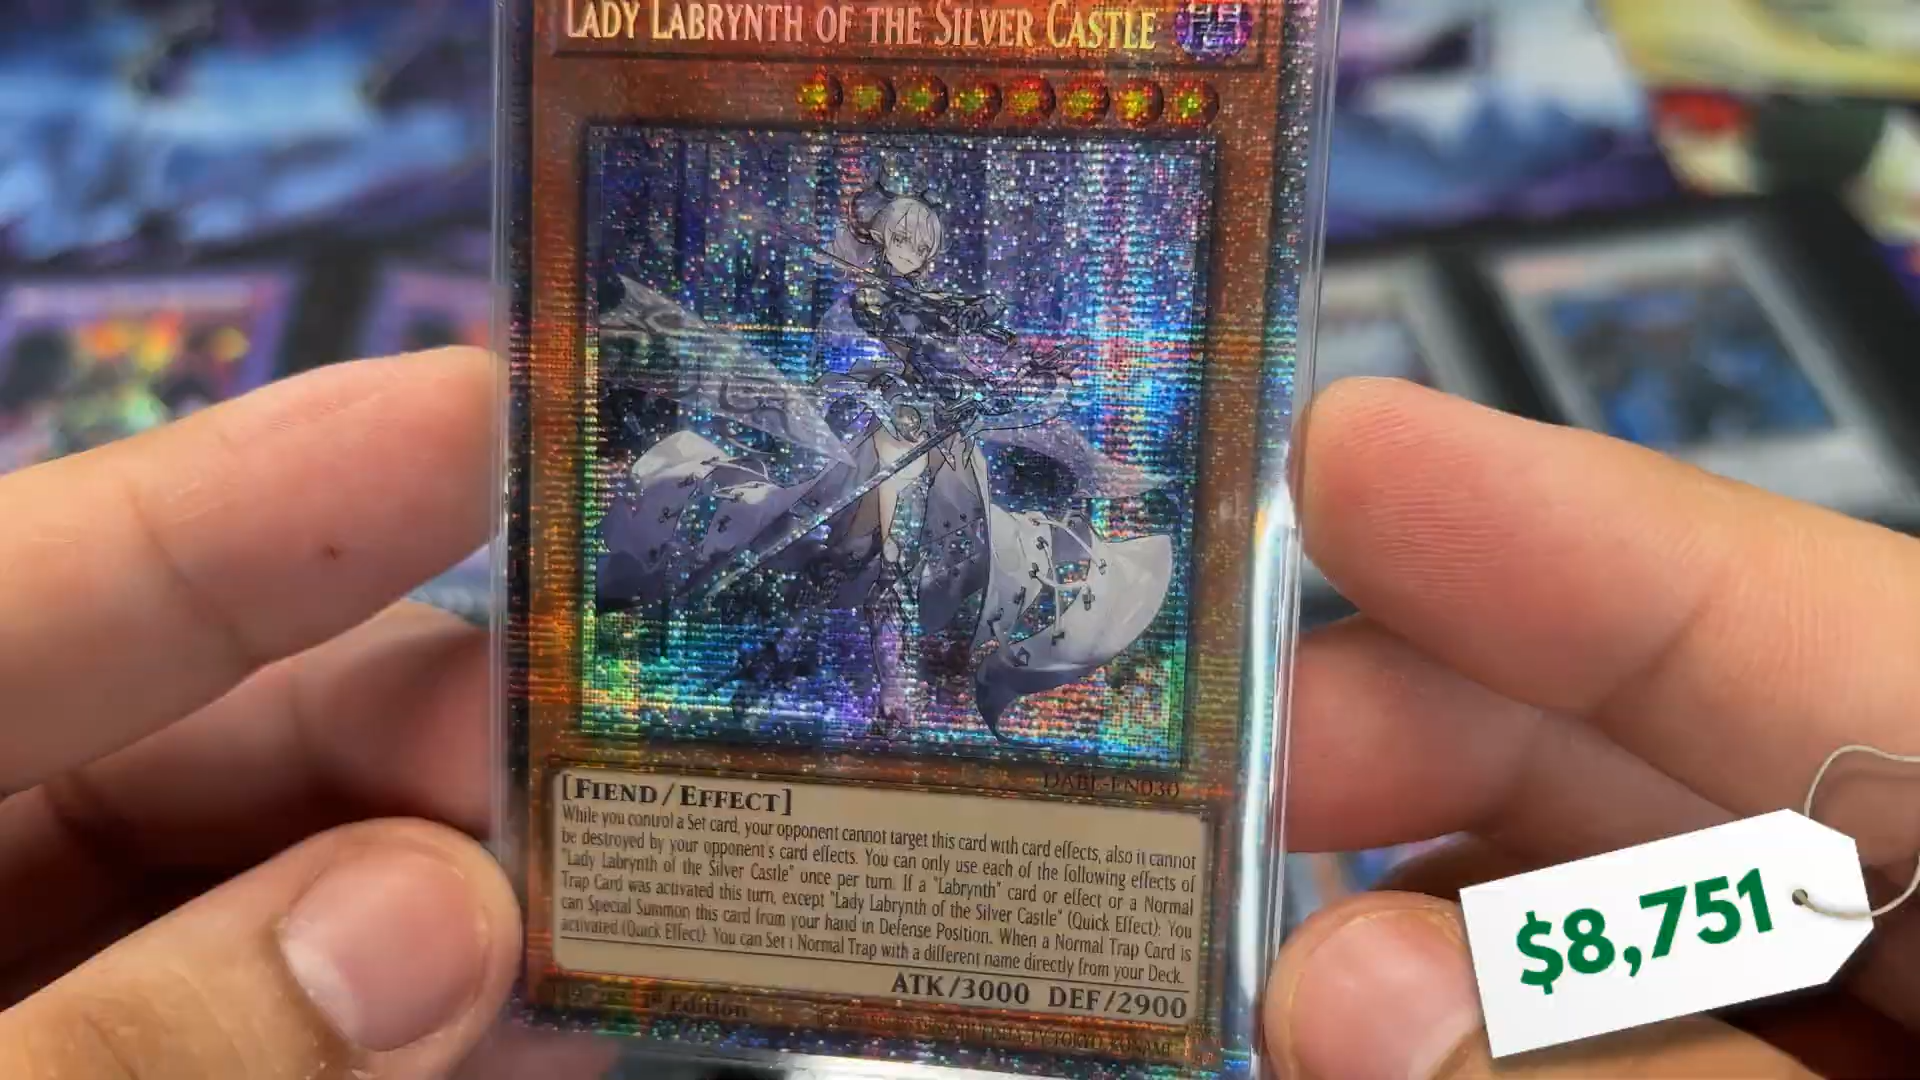 LADY LABRYNTH OF THE SILVER CASTLE
DABL-EN030
[FIEND/EFFECT]
While you control a Set card, your opponent cannot target this card with card effects, also it cannot
be destroyed by your opponent's card effects. You can only use each of the following effects of
"Lady Labrynth of the Silver Castle" once per turn. If a "Labrynth" card or effect or a Normal
Trap Card was activated this turn, except "Lady Labrynth of the Silver Castle" (Quick Effect): You
can Special Summon this card from your hand in Defense Position. When a Normal Trap Card is
activated (Quick Effect): You can Set 1 Normal Trap with a different name directly from your Deck.
ATK/3000 DEF/2900
1st Edition
$8,751